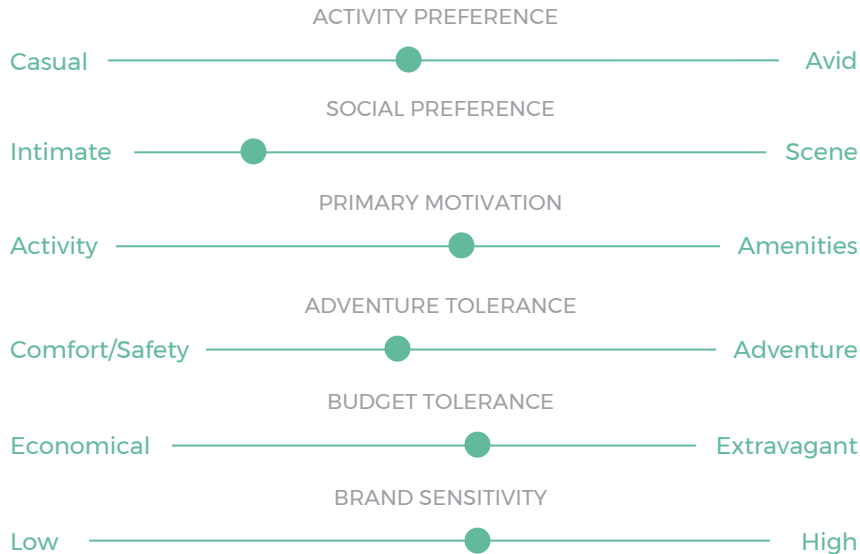 ACTIVITY PREFERENCE
Casual Avid
SOCIAL PREFERENCE
Intimate Scene
PRIMARY MOTIVATION
Activity Amenities
ADVENTURE TOLERANCE
Comfort/Safety Adventure
BUDGET TOLERANCE
Economical Extravagant
BRAND SENSITIVITY
Low High